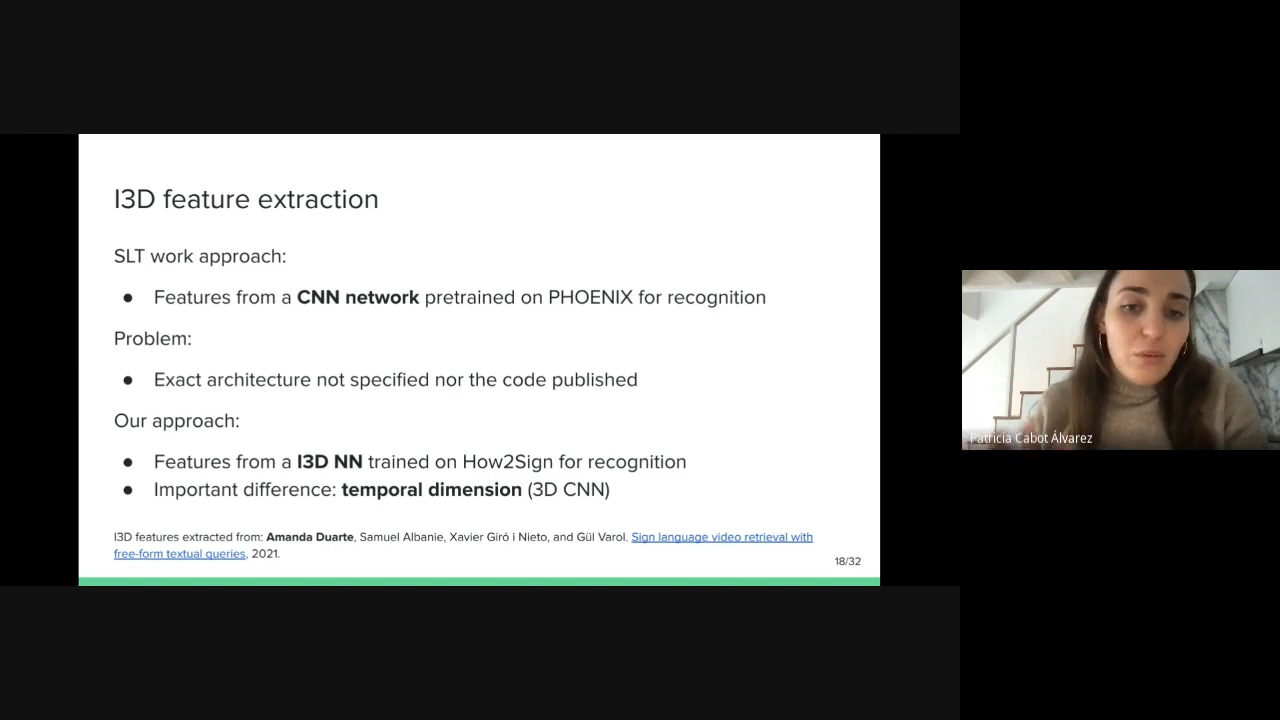 I3D feature extraction
SLT work approach:
● Features from a CNN network pretrained on PHOENIX for recognition
Problem:
● Exact architecture not specified nor the code published
Our approach:
● Features from a I3D NN trained on How2Sign for recognition
● Important difference: temporal dimension (3D CNN)
I3D features extracted from: Amanda Duarte, Samuel Albanie, Xavier Giró i Nieto, and Gül Varol. Sign language video retrieval with
free-form textual queries, 2021.
18/32
Patricia Cabot Álvarez